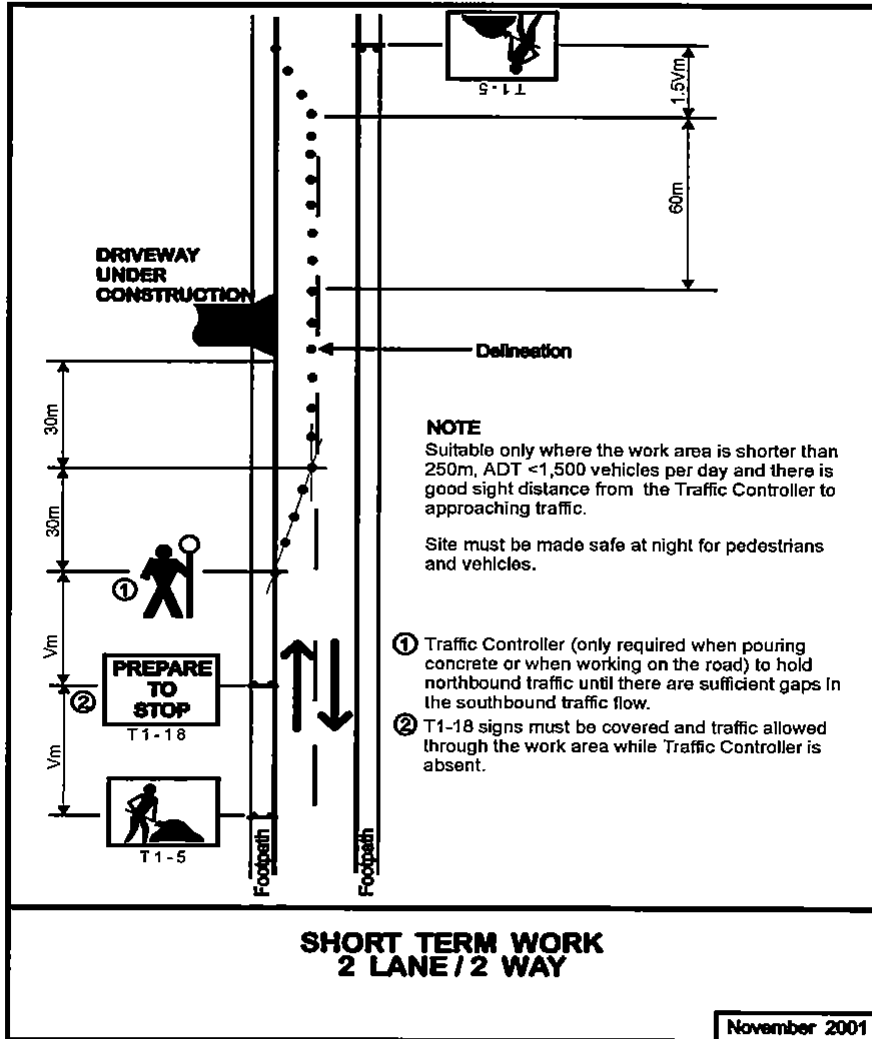 T1-5
1.5Vm
60m
DRIVEWAY
UNDER
CONSTRUCTION
Delineation
30m
NOTE
Suitable only where the work area is shorter than
250m, ADT <1,500 vehicles per day and there is
good sight distance from the Traffic Controller to
approaching traffic.
Site must be made safe at night for pedestrians
and vehicles.
30m
1
Vm
PREPARE
TO
STOP
2
T1-18
1 Traffic Controller (only required when pouring
concrete or when working on the road) to hold
northbound traffic until there are sufficient gaps in
the southbound traffic flow.
2 T1-18 signs must be covered and traffic allowed
through the work area while Traffic Controller is
absent.
Vm
T1-5
Footpath
Footpath
SHORT TERM WORK
2 LANE / 2 WAY
November 2001